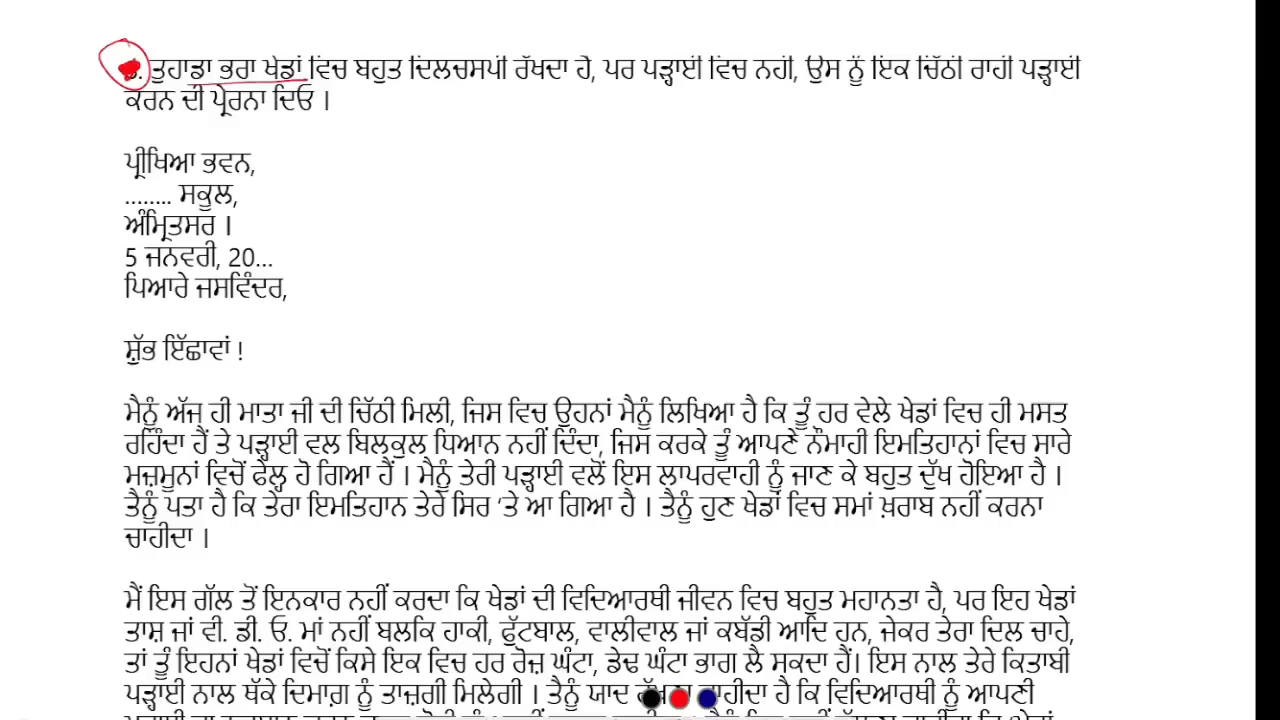 ਤੁਹਾਡਾ ਭਰਾ ਖੇਡਾਂ ਵਿਚ ਬਹੁਤ ਦਿਲਚਸਪੀ ਰੱਖਦਾ ਹੈ, ਪਰ ਪੜ੍ਹਾਈ ਵਿਚ ਨਹੀਂ, ਉਸ ਨੂੰ ਇਕ ਚਿੱਠੀ ਰਾਹੀਂ ਪੜ੍ਹਾਈ
ਕਰਨ ਦੀ ਪ੍ਰੇਰਨਾ ਦਿਓ ।
ਪ੍ਰੀਖਿਆ ਭਵਨ,
........ ਸਕੂਲ,
ਅੰਮ੍ਰਿਤਸਰ ।
5 ਜਨਵਰੀ, 20...
ਪਿਆਰੇ ਜਸਵਿੰਦਰ,
ਸ਼ੁੱਭ ਇੱਛਾਵਾਂ !
ਮੈਨੂੰ ਅੱਜ ਹੀ ਮਾਤਾ ਜੀ ਦੀ ਚਿੱਠੀ ਮਿਲੀ, ਜਿਸ ਵਿਚ ਉਹਨਾਂ ਮੈਨੂੰ ਲਿਖਿਆ ਹੈ ਕਿ ਤੂੰ ਹਰ ਵੇਲੇ ਖੇਡਾਂ ਵਿਚ ਹੀ ਮਸਤ
ਰਹਿੰਦਾ ਹੈਂ ਤੇ ਪੜ੍ਹਾਈ ਵਲ ਬਿਲਕੁਲ ਧਿਆਨ ਨਹੀਂ ਦਿੰਦਾ, ਜਿਸ ਕਰਕੇ ਤੂੰ ਆਪਣੇ ਨੌਮਾਹੀ ਇਮਤਿਹਾਨਾਂ ਵਿਚ ਸਾਰੇ
ਮਜ਼ਮੂਨਾਂ ਵਿਚੋਂ ਫੇਲ੍ਹ ਹੋ ਗਿਆ ਹੈਂ । ਮੈਨੂੰ ਤੇਰੀ ਪੜ੍ਹਾਈ ਵਲੋਂ ਇਸ ਲਾਪਰਵਾਹੀ ਨੂੰ ਜਾਣ ਕੇ ਬਹੁਤ ਦੁੱਖ ਹੋਇਆ ਹੈ ।
ਤੈਨੂੰ ਪਤਾ ਹੈ ਕਿ ਤੇਰਾ ਇਮਤਿਹਾਨ ਤੇਰੇ ਸਿਰ ’ਤੇ ਆ ਗਿਆ ਹੈ । ਤੈਨੂੰ ਹੁਣ ਖੇਡਾਂ ਵਿਚ ਸਮਾਂ ਖ਼ਰਾਬ ਨਹੀਂ ਕਰਨਾ
ਚਾਹੀਦਾ ।
ਮੈਂ ਇਸ ਗੱਲ ਤੋਂ ਇਨਕਾਰ ਨਹੀਂ ਕਰਦਾ ਕਿ ਖੇਡਾਂ ਦੀ ਵਿਦਿਆਰਥੀ ਜੀਵਨ ਵਿਚ ਬਹੁਤ ਮਹਾਨਤਾ ਹੈ, ਪਰ ਇਹ ਖੇਡਾਂ
ਤਾਸ਼ ਜਾਂ ਵੀ. ਡੀ. ਓ. ਮਾਂ ਨਹੀਂ ਬਲਕਿ ਹਾਕੀ, ਫੁੱਟਬਾਲ, ਵਾਲੀਵਾਲ ਜਾਂ ਕਬੱਡੀ ਆਦਿ ਹਨ, ਜੇਕਰ ਤੇਰਾ ਦਿਲ ਚਾਹੇ,
ਤਾਂ ਤੂੰ ਇਹਨਾਂ ਖੇਡਾਂ ਵਿਚੋਂ ਕਿਸੇ ਇਕ ਵਿਚ ਹਰ ਰੋਜ਼ ਘੰਟਾ, ਡੇਢ ਘੰਟਾ ਭਾਗ ਲੈ ਸਕਦਾ ਹੈਂ। ਇਸ ਨਾਲ ਤੇਰੇ ਕਿਤਾਬੀ
ਪੜ੍ਹਾਈ ਨਾਲ ਥੱਕੇ ਦਿਮਾਗ਼ ਨੂੰ ਤਾਜ਼ਗੀ ਮਿਲੇਗੀ । ਤੈਨੂੰ ਯਾਦ ਚਾਹੀਦਾ ਹੈ ਕਿ ਵਿਦਿਆਰਥੀ ਨੂੰ ਆਪਣੀ